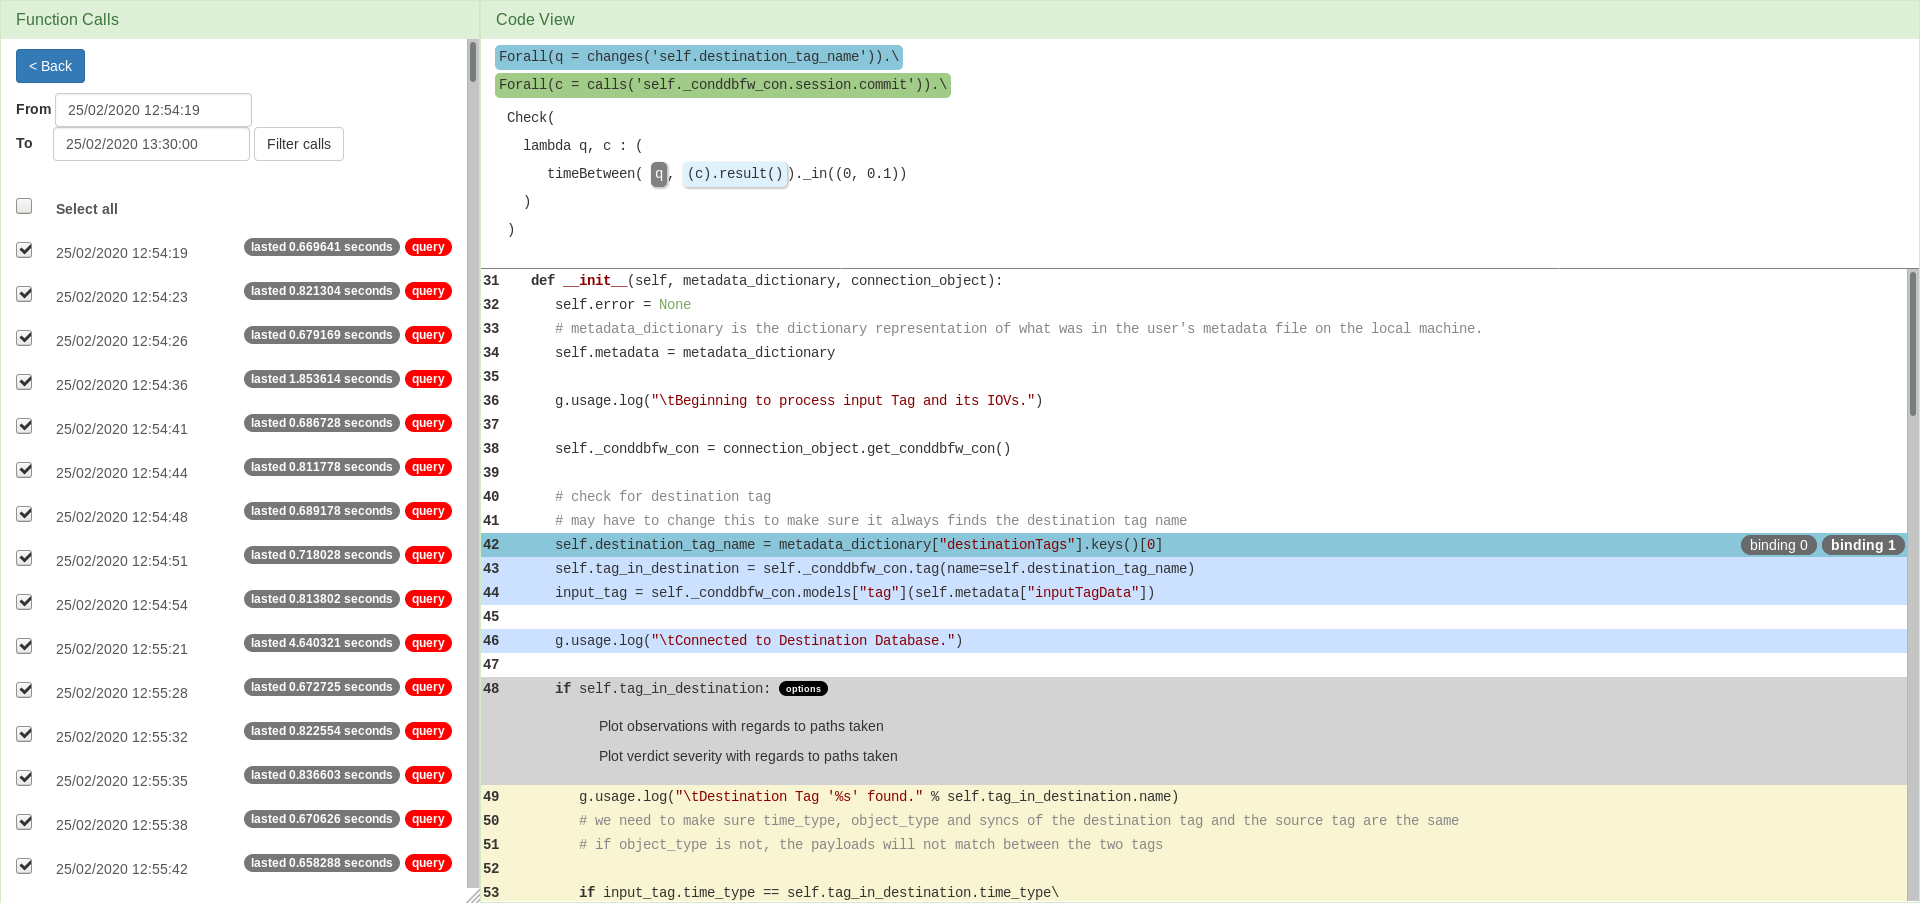 Function Calls
< Back
From 25/02/2020 12:54:19
To 25/02/2020 13:30:00 Filter calls
Select all
25/02/2020 12:54:19 lasted 0.669641 seconds query
25/02/2020 12:54:23 lasted 0.821304 seconds query
25/02/2020 12:54:26 lasted 0.679169 seconds query
25/02/2020 12:54:36 lasted 1.853614 seconds query
25/02/2020 12:54:41 lasted 0.686728 seconds query
25/02/2020 12:54:44 lasted 0.811778 seconds query
25/02/2020 12:54:48 lasted 0.689178 seconds query
25/02/2020 12:54:51 lasted 0.718028 seconds query
25/02/2020 12:54:54 lasted 0.813802 seconds query
25/02/2020 12:55:21 lasted 4.640321 seconds query
25/02/2020 12:55:28 lasted 0.672725 seconds query
25/02/2020 12:55:32 lasted 0.822554 seconds query
25/02/2020 12:55:35 lasted 0.836603 seconds query
25/02/2020 12:55:38 lasted 0.670626 seconds query
25/02/2020 12:55:42 lasted 0.658288 seconds query
Code View
Forall(q = changes('self.destination_tag_name')).\
Forall(c = calls('self._conddbfw_con.session.commit')).\
Check(
lambda q, c : (
timeBetween( q, (c).result())._in((0, 0.1))
)
)
31 def __init__(self, metadata_dictionary, connection_object):
32 self.error = None
33 # metadata_dictionary is the dictionary representation of what was in the user's metadata file on the local machine.
34 self.metadata = metadata_dictionary
35
36 g.usage.log("\tBeginning to process input Tag and its IOVs.")
37
38 self._conddbfw_con = connection_object.get_conddbfw_con()
39
40 # check for destination tag
41 # may have to change this to make sure it always finds the destination tag name
42 self.destination_tag_name = metadata_dictionary["destinationTags"].keys()[0] binding 0 binding 1
43 self.tag_in_destination = self._conddbfw_con.tag(name=self.destination_tag_name)
44 input_tag = self._conddbfw_con.models["tag"](self.metadata["inputTagData"])
45
46 g.usage.log("\tConnected to Destination Database.")
47
48 if self.tag_in_destination: options
Plot observations with regards to paths taken
Plot verdict severity with regards to paths taken
49 g.usage.log("\tDestination Tag '%s' found." % self.tag_in_destination.name)
50 # we need to make sure time_type, object_type and syncs of the destination tag and the source tag are the same
51 # if object_type is not, the payloads will not match between the two tags
52
53 if input_tag.time_type == self.tag_in_destination.time_type\